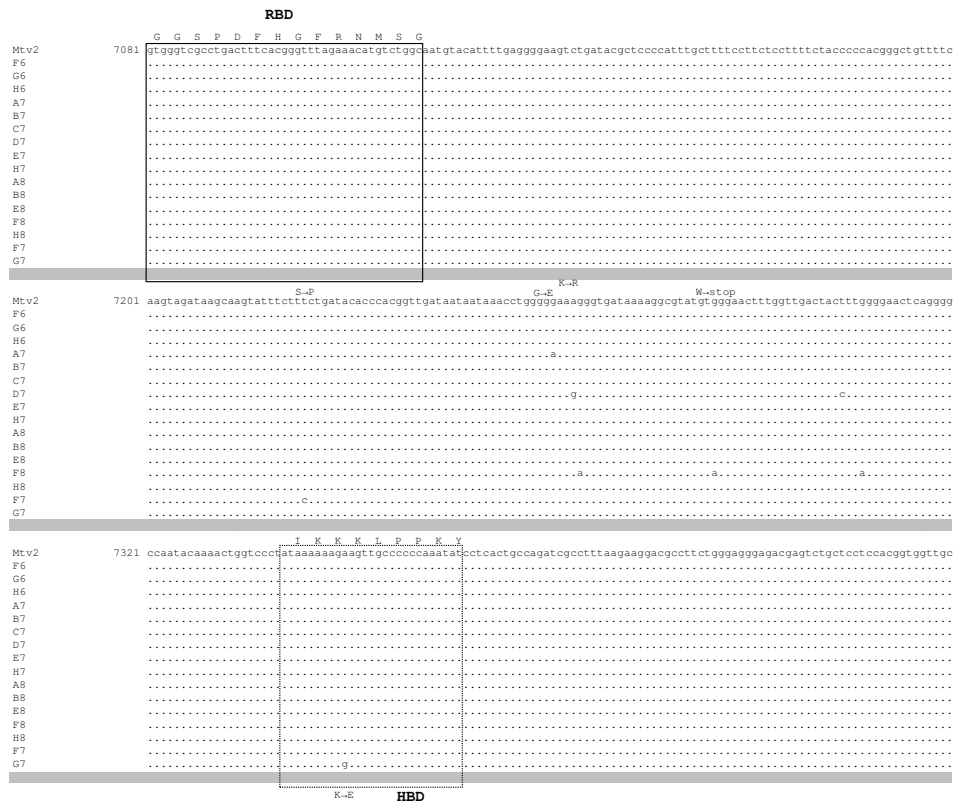 RBD
G G S P D F H G F R N M S G
Mtv2 7081 gtgggtcgcctgactttcacgggtttagaaacatgtctggcaatgtacattttgaggggaagtctgatacgctccccatttgcttttccttctccttttctacccccacgggctgttttc
F6
G6
H6
A7
B7
C7
D7
E7
H7
A8
B8
E8
F8
H8
F7
G7
K→R
S→P G→E W→stop
Mtv2 7201 aagtagataagcaagtatttctttctgatacacccacggttgataataataaacctgggggaaagggtgataaaaggcgtatgtgggaactttggttgactactttggggaactcagggg
F6
G6
H6
A7 a
B7
C7
D7 g c
E7
H7
A8
B8
E8
F8 a a a
H8
F7 c
G7
I K K K L P P K Y
Mtv2 7321 ccaatacaaaactggtccctataaaaaagaagttgccccccaaatatcctcactgccagatcgcctttaagaaggacgccttctgggagggagacgagtctgctcctccacggtggttgc
F6
G6
H6
A7
B7
C7
D7
E7
H7
A8
B8
E8
F8
H8
F7
G7 g
K→E HBD